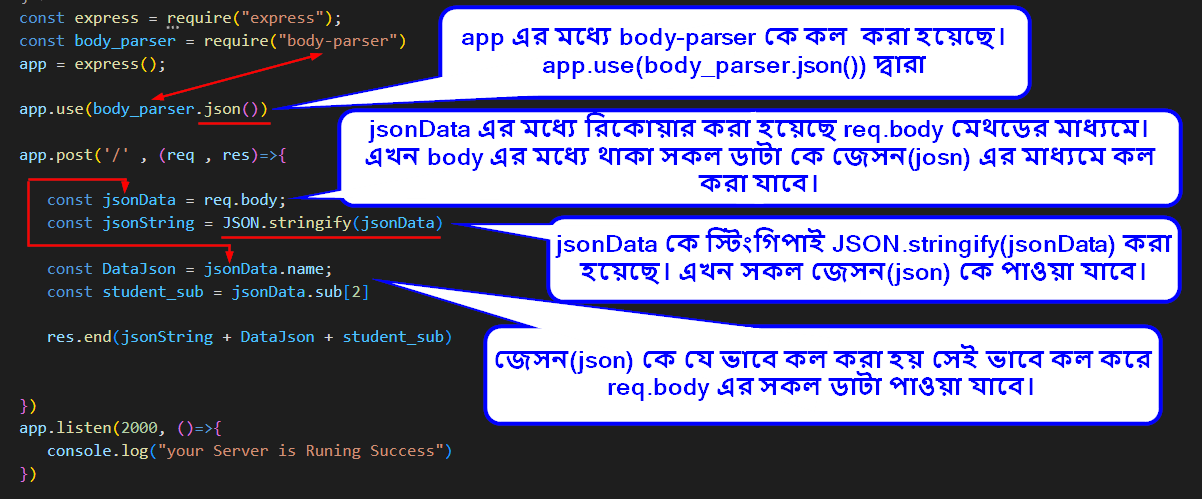 const express = require("express");
const body_parser = require("body-parser")
app = express();
app.use(body_parser.json())
app.post('/' , (req , res)=>{
const jsonData = req.body;
const jsonString = JSON.stringify(jsonData)
const DataJson = jsonData.name;
const student_sub = jsonData.sub[2]
res.end(jsonString + DataJson + student_sub)
})
app.listen(2000, ()=>{
console.log("your Server is Runing Success")
})
app এর মধ্যে body-parser কে কল করা হয়েছে।
app.use(body_parser.json()) দ্বারা
jsonData এর মধ্যে রিকোয়ার করা হয়েছে req.body মেথডের মাধ্যমে।
এখন body এর মধ্যে থাকা সকল ডাটা কে জেসন(josn) এর মাধ্যমে কল
করা যাবে।
jsonData কে স্টিংগিপাই JSON.stringify(jsonData) করা
হয়েছে। এখন সকল জেসন(json) কে পাওয়া যাবে।
জেসন(json) কে যে ভাবে কল করা হয় সেই ভাবে কল করে
req.body এর সকল ডাটা পাওয়া যাবে।